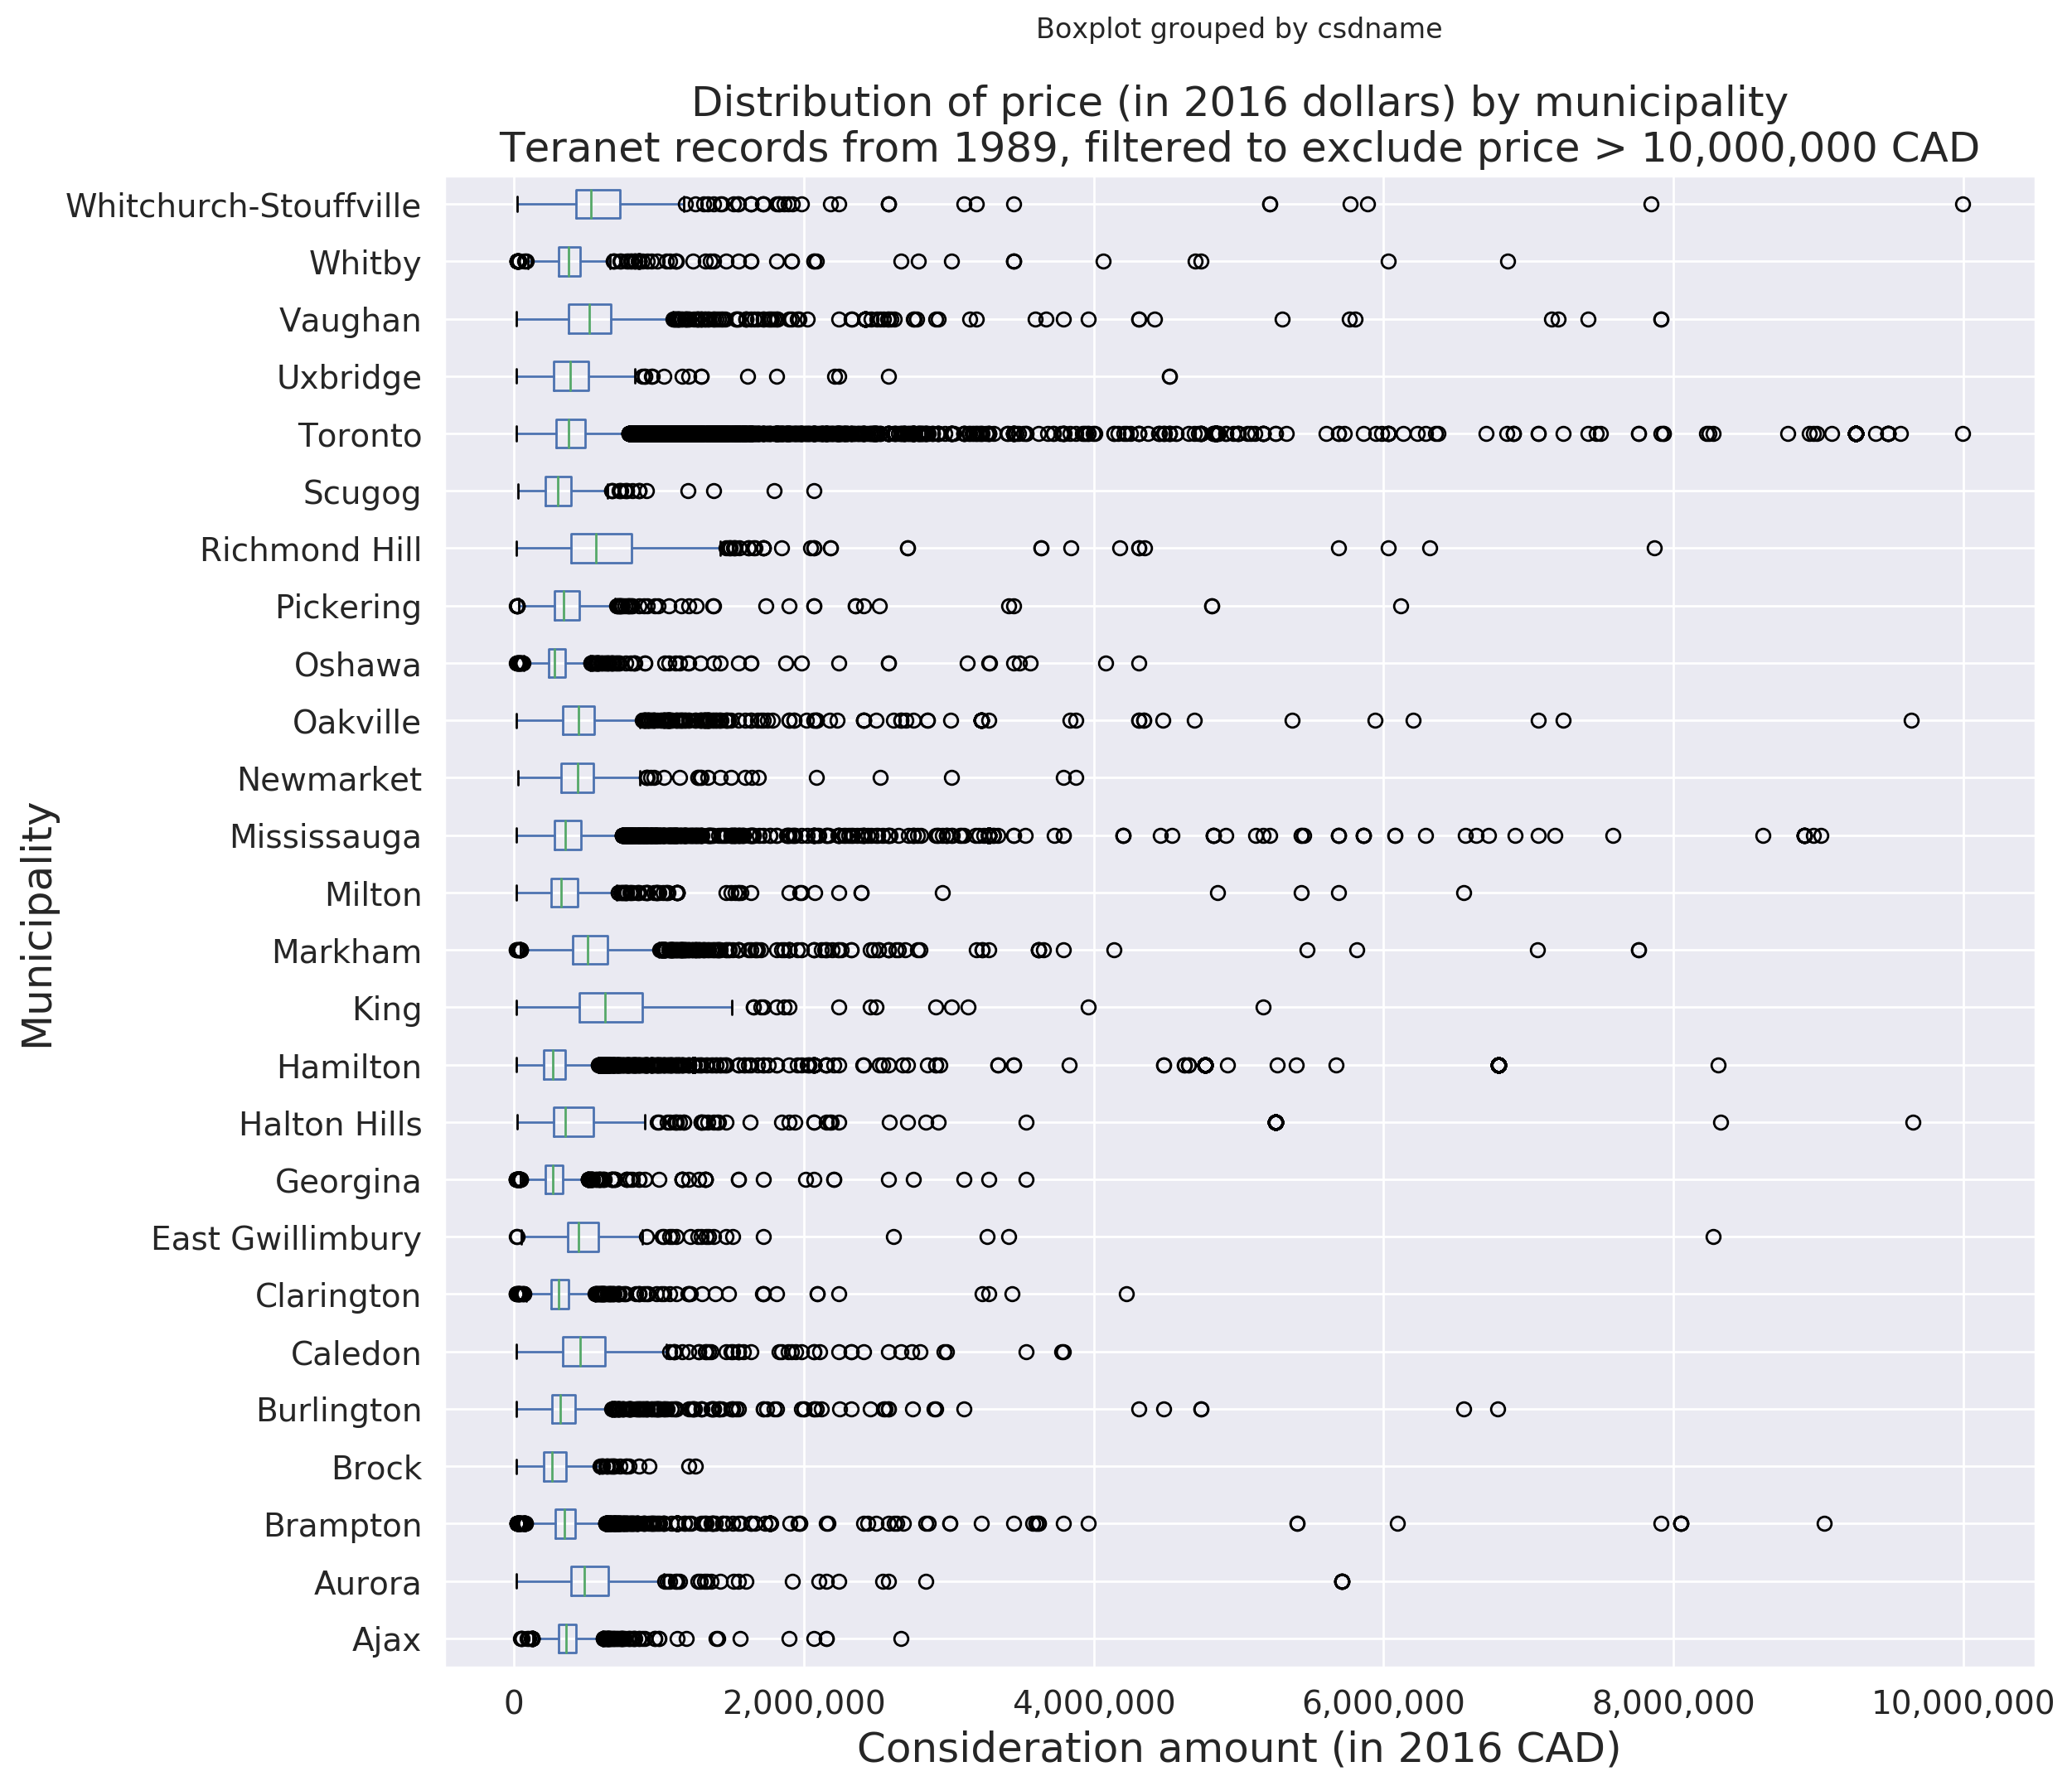 Boxplot grouped by csdname
Distribution of price (in 2016 dollars) by municipality
Teranet records from 1989, filtered to exclude price > 10,000,000 CAD
Municipality
Whitchurch-Stouffville
Whitby
Vaughan
Uxbridge
Toronto
Scugog
Richmond Hill
Pickering
Oshawa
Oakville
Newmarket
Mississauga
Milton
Markham
King
Hamilton
Halton Hills
Georgina
East Gwillimbury
Clarington
Caledon
Burlington
Brock
Brampton
Aurora
Ajax
0 2,000,000 4,000,000 6,000,000 8,000,000 10,000,000
Consideration amount (in 2016 CAD)